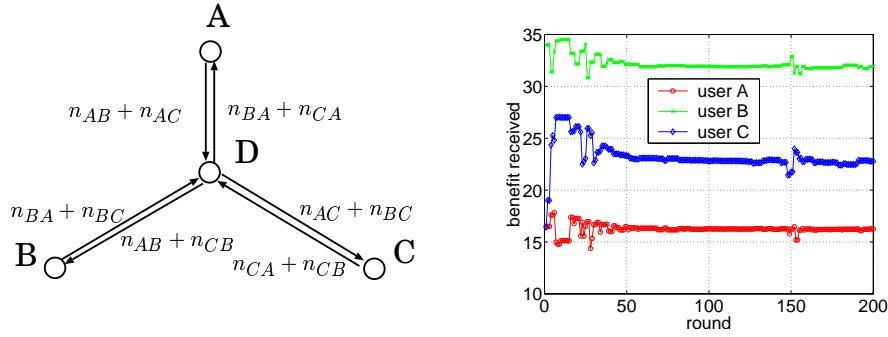 A
n_{AB} + n_{AC}
n_{BA} + n_{CA}
D
n_{BA} + n_{BC}
n_{AC} + n_{BC}
B
n_{AB} + n_{CB}
n_{CA} + n_{CB}
C
35
30
25
20
15
10
benefit received
user A
user B
user C
0
50
100
150
200
round